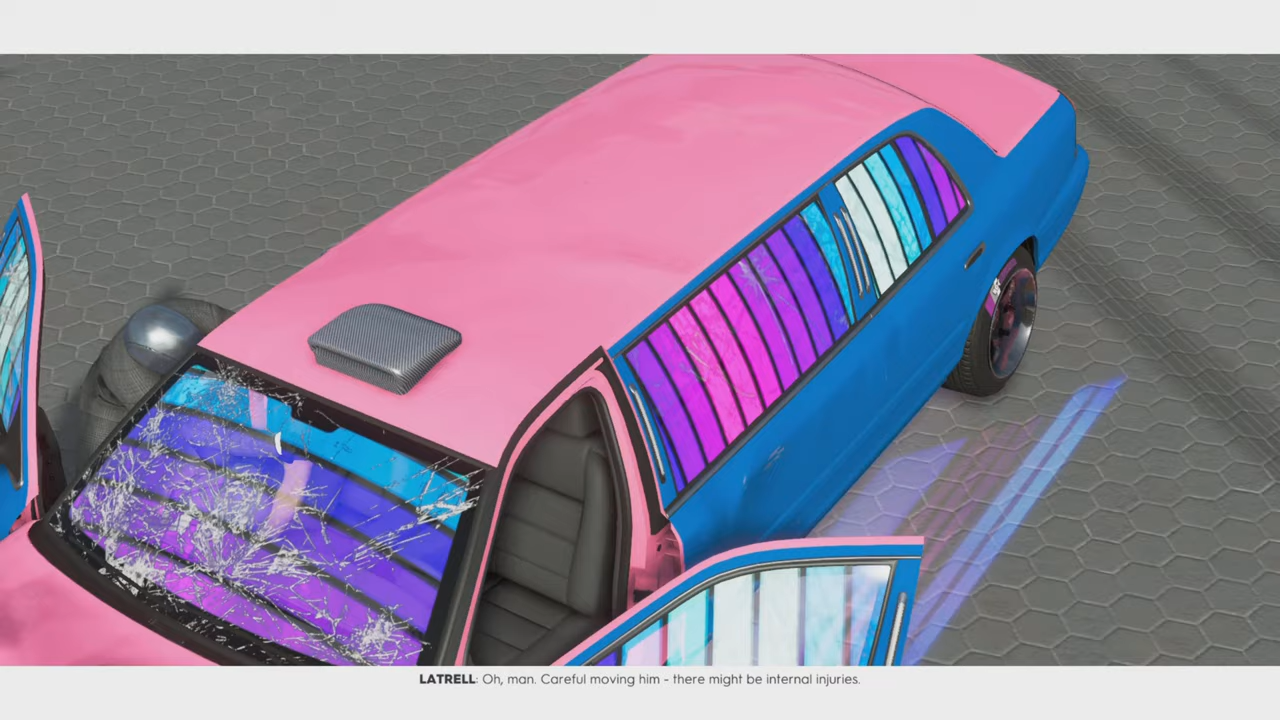 LATRELL: Oh, man. Careful moving him - there might be internal injuries.